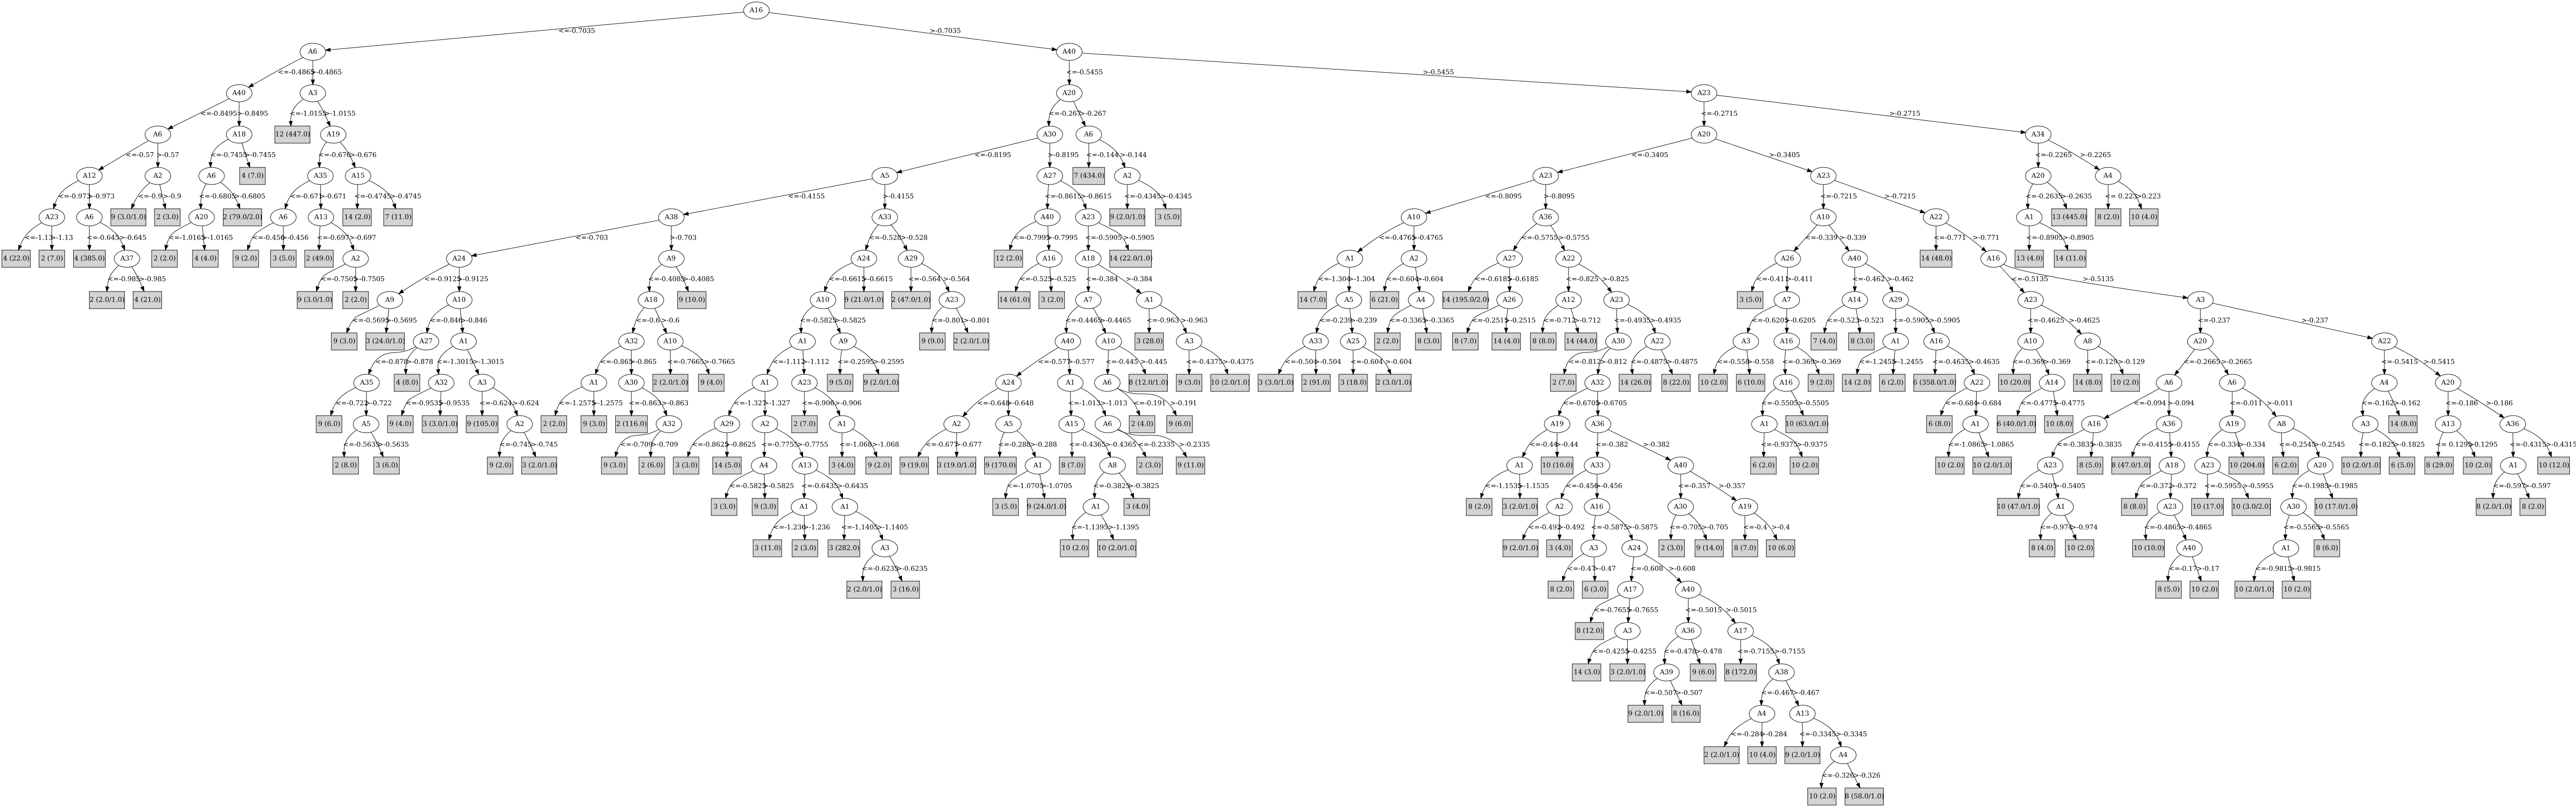 A16
<=-0.7035 >-0.7035
A6 A40
<=-0.4865 >-0.4865 <=-0.5455 >-0.5455
A40 A3 A20 A23
<=-0.8495 >-0.8495 <=-1.0155 >-1.0155 <=-0.267 >-0.267 <=-0.2715 >-0.2715
A6 A18 12 (447.0) A19 A30 A6 A20 A34
<=-0.57 >-0.57 <=-0.7455 >-0.7455 <=-0.676 >-0.676 <=-0.8195 >-0.8195 <=-0.144 >-0.144 <=-0.3405 >-0.3405 <=-0.2265 >-0.2265
A12 A2 A6 4 (7.0) A35 A15 A5 A27 7 (434.0) A2 A23 A23 A20 A4
<=-0.973 >-0.973 <=-0.9 >-0.9 <=-0.6805 >-0.6805 <=-0.671 >-0.671 <=-0.4745 >-0.4745 <=-0.4155 >-0.4155 <=-0.8615 >-0.8615 <=-0.4345 >-0.4345 <=-0.8095 >-0.8095 <=-0.7215 >-0.7215 <=-0.2635 >-0.2635 <= 0.223 >0.223
A23 A6 9 (3.0/1.0) 2 (3.0) A20 2 (79.0/2.0) A6 A13 14 (2.0) 7 (11.0) A38 A33 A40 A23 9 (2.0/1.0) 3 (5.0) A10 A36 A10 A22 A1 13 (445.0) 8 (2.0) 10 (4.0)
<=-1.13 >-1.13 <=-0.645 >-0.645 <=-1.0165 >-1.0165 <=-0.456 >-0.456 <=-0.697 >-0.697 <=-0.703 >-0.703 <=-0.528 >-0.528 <=-0.7995 >-0.7995 <=-0.5905 >-0.5905 <=-0.4765 >-0.4765 <=-0.5755 >-0.5755 <=-0.339 >-0.339 <=-0.771 >-0.771 <=-0.8905 >-0.8905
4 (22.0) 2 (7.0) 4 (385.0) A37 2 (2.0) 4 (4.0) 9 (2.0) 3 (5.0) 2 (49.0) A2 A24 A9 A24 A29 12 (2.0) A16 A18 14 (22.0/1.0) A1 A2 A27 A22 A26 A40 14 (48.0) A16 13 (4.0) 14 (11.0)
<=-0.985 >-0.985 <=-0.7505 >-0.7505 <=-0.9125 >-0.9125 <=-0.4085 >-0.4085 <=-0.6615 >-0.6615 <=-0.564 >-0.564 <=-0.525 >-0.525 <=-0.384 >-0.384 <=-1.304 >-1.304 <=-0.604 >-0.604 <=-0.6185 >-0.6185 <=-0.825 >-0.825 <=-0.411 >-0.411 <=-0.462 >-0.462 <=-0.5135 >-0.5135
2 (2.0/1.0) 4 (21.0) 9 (3.0/1.0) 2 (2.0) A9 A10 A18 9 (10.0) A10 9 (21.0/1.0) 2 (47.0/1.0) A23 14 (61.0) 3 (2.0) A7 A1 14 (7.0) A5 6 (21.0) A4 14 (195.0/2.0) A26 A12 A23 3 (5.0) A7 A14 A29 A23 A3
<=-0.5695 >-0.5695 <=-0.846 >-0.846 <=-0.6 >-0.6 <=-0.5825 >-0.5825 <=-0.801 >-0.801 <=-0.4465 >-0.4465 <=-0.963 >-0.963 <=-0.239 >-0.239 <=-0.3365 >-0.3365 <=-0.2515 >-0.2515 <=-0.712 >-0.712 <=-0.4935 >-0.4935 <=-0.6205 >-0.6205 <=-0.523 >-0.523 <=-0.5905 >-0.5905 <=-0.4625 >-0.4625 <=-0.237 >-0.237
9 (3.0) 3 (24.0/1.0) A27 A1 A32 A10 A1 A9 9 (9.0) 2 (2.0/1.0) A40 A10 3 (28.0) A3 A33 A25 2 (2.0) 8 (3.0) 8 (7.0) 14 (4.0) 8 (8.0) 14 (44.0) A30 A22 A3 A16 7 (4.0) 8 (3.0) A1 A16 A10 A8 A20 A22
<=-0.878 >-0.878 <=-1.3015 >-1.3015 <=-0.865 >-0.865 <=-0.7665 >-0.7665 <=-1.112 >-1.112 <=-0.2595 >-0.2595 <=-0.577 >-0.577 <=-0.445 >-0.445 <=-0.4375 >-0.4375 <=-0.504 >-0.504 <=-0.604 >-0.604 <=-0.812 >-0.812 <=-0.4875 >-0.4875 <=-0.558 >-0.558 <=-0.369 >-0.369 <=-1.2455 >-1.2455 <=-0.4635 >-0.4635 <=-0.369 >-0.369 <=-0.129 >-0.129 <=-0.2665 >-0.2665 <=-0.5415 >-0.5415
A35 4 (8.0) A32 A3 A1 A30 2 (2.0/1.0) 9 (4.0) A1 A23 9 (5.0) 9 (2.0/1.0) A24 A1 A6 8 (12.0/1.0) 9 (3.0) 10 (2.0/1.0) 3 (3.0/1.0) 2 (91.0) 3 (18.0) 2 (3.0/1.0) 2 (7.0) A32 14 (26.0) 8 (22.0) 10 (2.0) 6 (10.0) A16 9 (2.0) 14 (2.0) 6 (2.0) 6 (358.0/1.0) A22 10 (20.0) A14 14 (8.0) 10 (2.0) A6 A6 A4 A20
<=-0.722 >-0.722 <=-0.9535 >-0.9535 <=-0.624 >-0.624 <=-1.2575 >-1.2575 <=-0.863 >-0.863 <=-1.327 >-1.327 <=-0.906 >-0.906 <=-0.648 >-0.648 <=-1.013 >-1.013 <=-0.191 >-0.191 <=-0.6705 >-0.6705 <=-0.5505 >-0.5505 <=-0.684 >-0.684 <=-0.4775 >-0.4775 <=-0.094 >-0.094 <=-0.011 >-0.011 <=-0.162 >-0.162 <=-0.186 >-0.186
9 (6.0) A5 9 (4.0) 3 (3.0/1.0) 9 (105.0) A2 2 (2.0) 9 (3.0) 2 (116.0) A32 A29 A2 2 (7.0) A1 A2 A5 A15 A6 2 (4.0) 9 (6.0) A19 A36 A1 10 (63.0/1.0) 6 (8.0) A1 6 (40.0/1.0) 10 (8.0) A16 A36 A19 A8 A3 14 (8.0) A13 A36
<=-0.5635 >-0.5635 <=-0.745 >-0.745 <=-0.709 >-0.709 <=-0.8625 >-0.8625 <=-0.7755 >-0.7755 <=-1.068 >-1.068 <=-0.677 >-0.677 <=-0.288 >-0.288 <=-0.4365 >-0.4365 <=-0.2335 >-0.2335 <=-0.44 >-0.44 <=-0.382 >-0.382 <=-0.9375 >-0.9375 <=-1.0865 >-1.0865 <=-0.3835 >-0.3835 <=-0.4155 >-0.4155 <=-0.334 >-0.334 <=-0.2545 >-0.2545 <=-0.1825 >-0.1825 <= 0.1295 >0.1295 <=-0.4315 >-0.4315
2 (8.0) 3 (6.0) 9 (2.0) 3 (2.0/1.0) 9 (3.0) 2 (6.0) 3 (3.0) 14 (5.0) A4 A13 3 (4.0) 9 (2.0) 9 (19.0) 3 (19.0/1.0) 9 (170.0) A1 8 (7.0) A8 2 (3.0) 9 (11.0) A1 10 (10.0) A33 A40 6 (2.0) 10 (2.0) 10 (2.0) 10 (2.0/1.0) A23 8 (5.0) 8 (47.0/1.0) A18 A23 10 (204.0) 6 (2.0) A20 10 (2.0/1.0) 6 (5.0) 8 (29.0) 10 (2.0) A1 10 (12.0)
<=-0.5825 >-0.5825 <=-0.6435 >-0.6435 <=-1.0705 >-1.0705 <=-0.3825 >-0.3825 <=-1.1535 >-1.1535 <=-0.456 >-0.456 <=-0.357 >-0.357 <=-0.5405 >-0.5405 <=-0.372 >-0.372 <=-0.5955 >-0.5955 <=-0.1985 >-0.1985 <=-0.597 >-0.597
3 (3.0) 9 (3.0) A1 A1 3 (5.0) 9 (24.0/1.0) A1 3 (4.0) 8 (2.0) 3 (2.0/1.0) A2 A16 A30 A19 10 (47.0/1.0) A1 8 (8.0) A23 10 (17.0) 10 (3.0/2.0) A30 10 (17.0/1.0) 8 (2.0/1.0) 8 (2.0)
<=-1.236 >-1.236 <=-1.1405 >-1.1405 <=-1.1395 >-1.1395 <=-0.492 >-0.492 <=-0.5875 >-0.5875 <=-0.705 >-0.705 <=-0.4 >-0.4 <=-0.974 >-0.974 <=-0.4865 >-0.4865 <=-0.5565 >-0.5565
3 (11.0) 2 (3.0) 3 (282.0) A3 10 (2.0) 10 (2.0/1.0) 9 (2.0/1.0) 3 (4.0) A3 A24 2 (3.0) 9 (14.0) 8 (7.0) 10 (6.0) 8 (4.0) 10 (2.0) 10 (10.0) A40 A1 8 (6.0)
<=-0.6235 >-0.6235 <=-0.47 >-0.47 <=-0.608 >-0.608 <=-0.17 >-0.17 <=-0.9815 >-0.9815
2 (2.0/1.0) 3 (16.0) 8 (2.0) 6 (3.0) A17 A40 8 (5.0) 10 (2.0) 10 (2.0/1.0) 10 (2.0)
<=-0.7655 >-0.7655 <=-0.5015 >-0.5015
8 (12.0) A3 A36 A17
<=-0.4255 >-0.4255 <=-0.478 >-0.478 <=-0.7155 >-0.7155
14 (3.0) 3 (2.0/1.0) A39 9 (6.0) 8 (172.0) A38
<=-0.507 >-0.507 <=-0.467 >-0.467
9 (2.0/1.0) 8 (16.0) A4 A13
<=-0.284 >-0.284 <=-0.3345 >-0.3345
2 (2.0/1.0) 10 (4.0) 9 (2.0/1.0) A4
<=-0.326 >-0.326
10 (2.0) 8 (58.0/1.0)